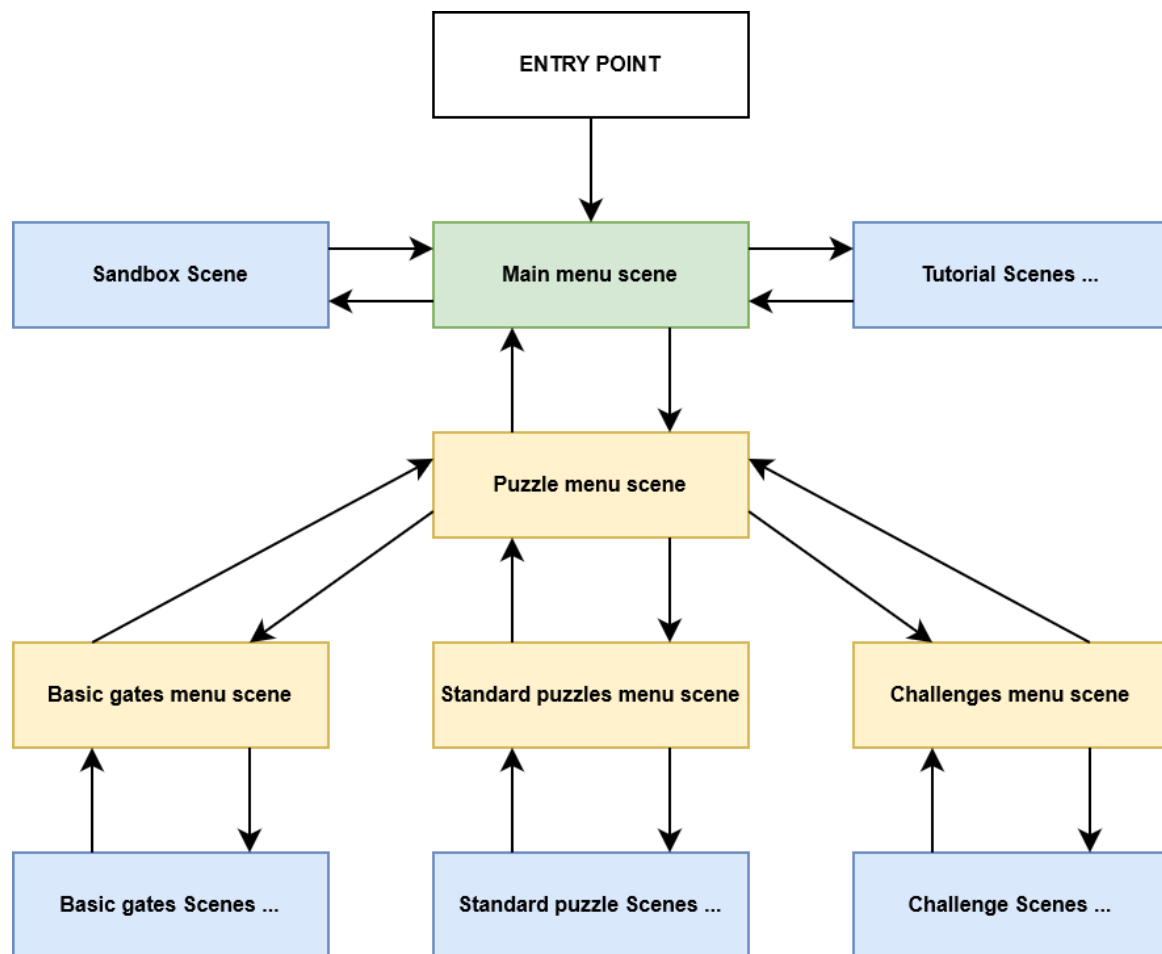 ENTRY POINT
Sandbox Scene
Main menu scene
Tutorial Scenes ...
Puzzle menu scene
Basic gates menu scene
Standard puzzles menu scene
Challenges menu scene
Basic gates Scenes ...
Standard puzzle Scenes ...
Challenge Scenes ...